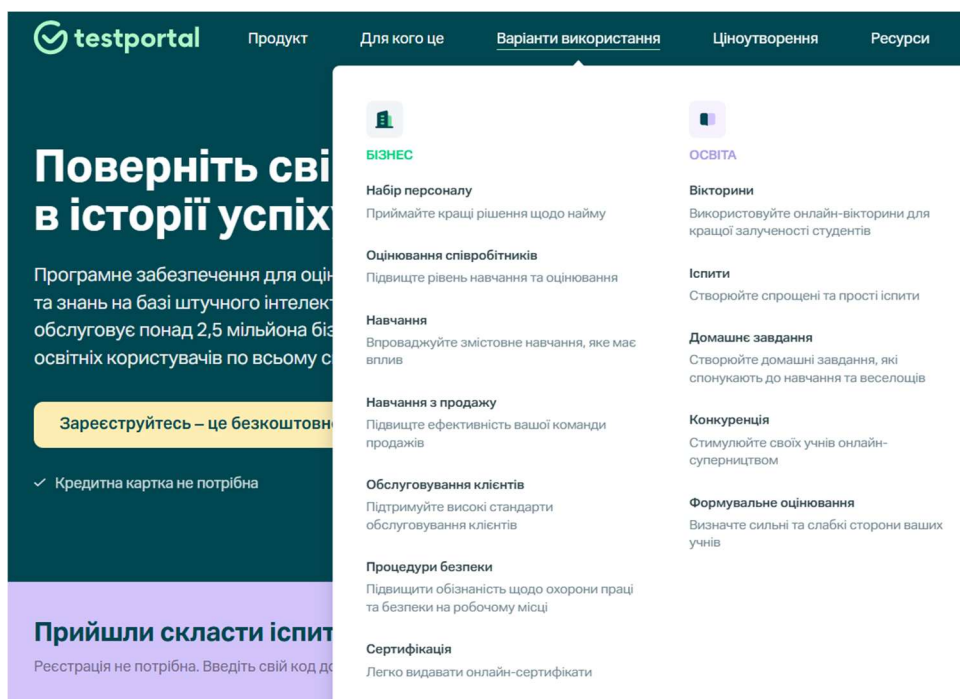 testportal
Продукт
Для кого це
Варіанти використання
Ціноутворення
Ресурси
Поверніть сві
в історії успіху
Програмне забезпечення для оцін
та знань на базі штучного інтелект
обслуговує понад 2,5 мільйона біз
освітніх користувачів по всьому с
Зареєструйтесь – це безкоштовн
Кредитна картка не потрібна
Прийшли скласти іспит
Реєстрація не потрібна. Введіть свій код до
БІЗНЕС
Набір персоналу
Приймайте кращі рішення щодо найму
Оцінювання співробітників
Підвищте рівень навчання та оцінювання
Навчання
Впроваджуйте змістовне навчання, яке має
вплив
Навчання з продажу
Підвищте ефективність вашої команди
продажів
Обслуговування клієнтів
Підтримуйте високі стандарти
обслуговування клієнтів
Процедури безпеки
Підвищити обізнаність щодо охорони праці
та безпеки на робочому місці
Сертифікація
Легко видавати онлайн-сертифікати
ОСВІТА
Вікторини
Використовуйте онлайн-вікторини для
кращої залученості студентів
Іспити
Створюйте спрощені та прості іспити
Домашнє завдання
Створюйте домашні завдання, які
спонукають до навчання та веселощів
Конкуренція
Стимулюйте своїх учнів онлайн-
суперництвом
Формувальне оцінювання
Визначте сильні та слабкі сторони ваших
учнів